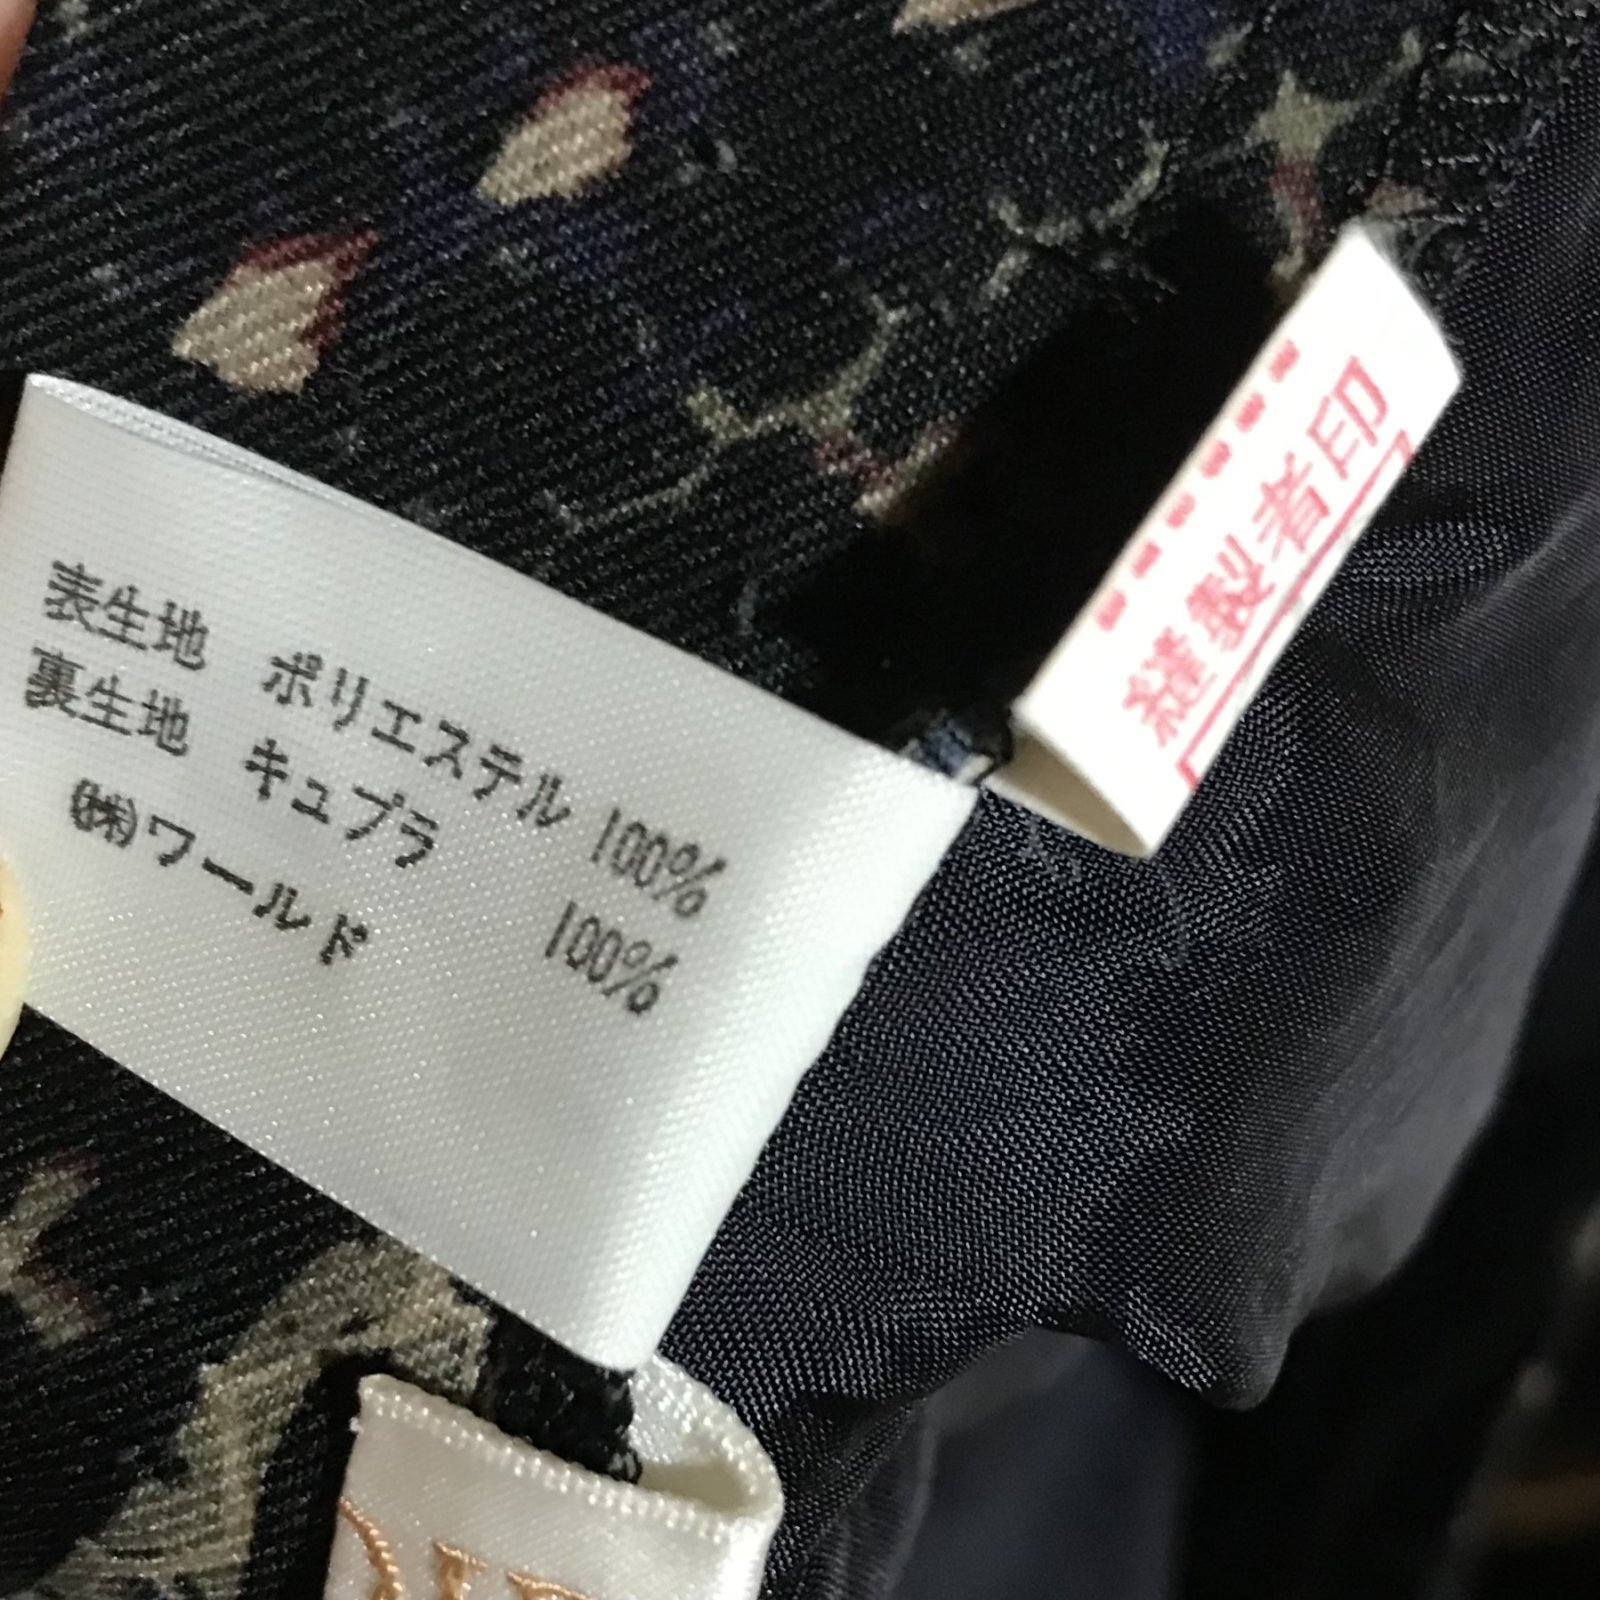 表生地 ポリエステル 100%
裏生地 キュプラ 100%
㈱ワールド
縫製者印